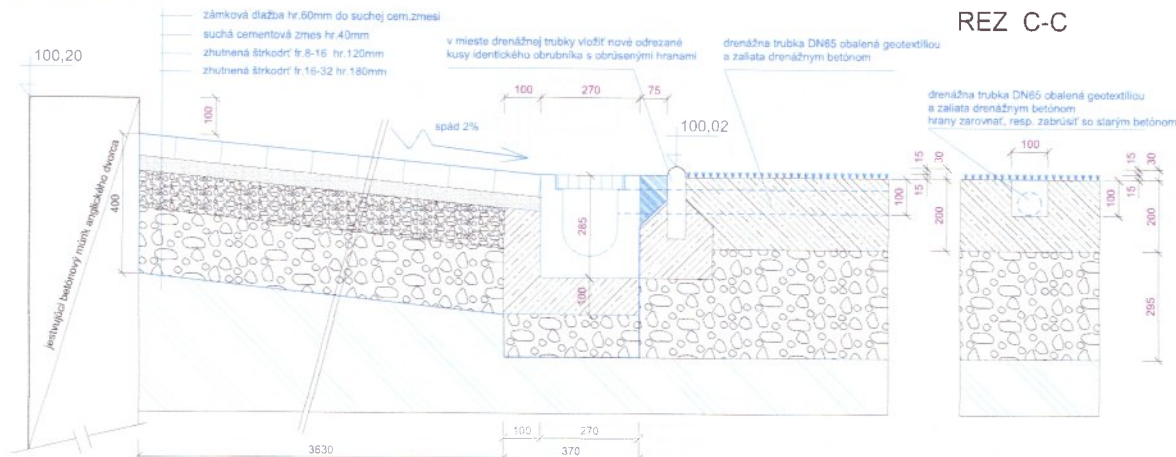 REZ C-C
zámková dlažba hr.60mm do suchej cem.zmesi
suchá cementová zmes hr.40mm
zhutnená štrkodrť fr.8-16 hr.120mm
zhutnená štrkodrť fr.16-32 hr.180mm
v mieste drenážnej trubky vložiť nové odrezané
kusy identického obrubníka s obrúsenými hranami
drenážna trubka DN65 obalená geotextíliou
a zaliata drenážnym betónom
drenážna trubka DN65 obalená geotextíliou
a zaliata drenážnym betónom
hrany zarovnať, resp. zabrúsiť so starým betónom
100,20
100
100
270
75
spád 2%
100,02
100
15
30
15
30
400
jestvujúci betónový múrik anglického dvorca
285
100
100
15
200
100
15
200
295
100
270
3630
370